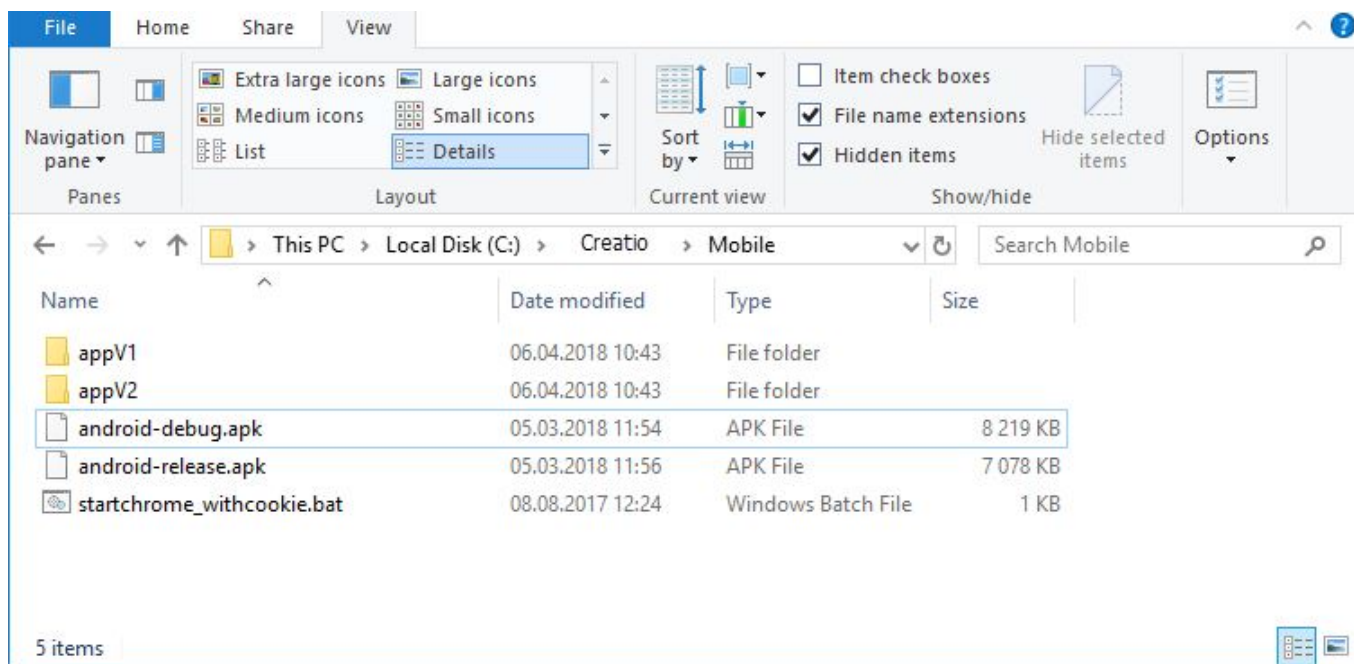 File Home Share View ?
Extra large icons Large icons Item check boxes
Medium icons Small icons File name extensions
Navigation pane List Details Sort by Hidden items Hide selected items Options
Panes Layout Current view Show/hide
This PC > Local Disk (C:) > Creatio > Mobile Search Mobile
Name Date modified Type Size
appV1 06.04.2018 10:43 File folder
appV2 06.04.2018 10:43 File folder
android-debug.apk 05.03.2018 11:54 APK File 8 219 KB
android-release.apk 05.03.2018 11:56 APK File 7 078 KB
startchrome_withcookie.bat 08.08.2017 12:24 Windows Batch File 1 KB
5 items